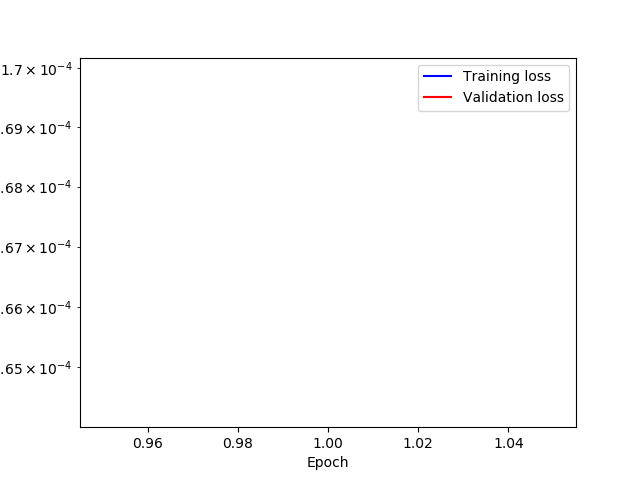 1.7 × 10⁻⁴
.69 × 10⁻⁴
.68 × 10⁻⁴
.67 × 10⁻⁴
.66 × 10⁻⁴
.65 × 10⁻⁴
Training loss
Validation loss
0.96 0.98 1.00 1.02 1.04
Epoch